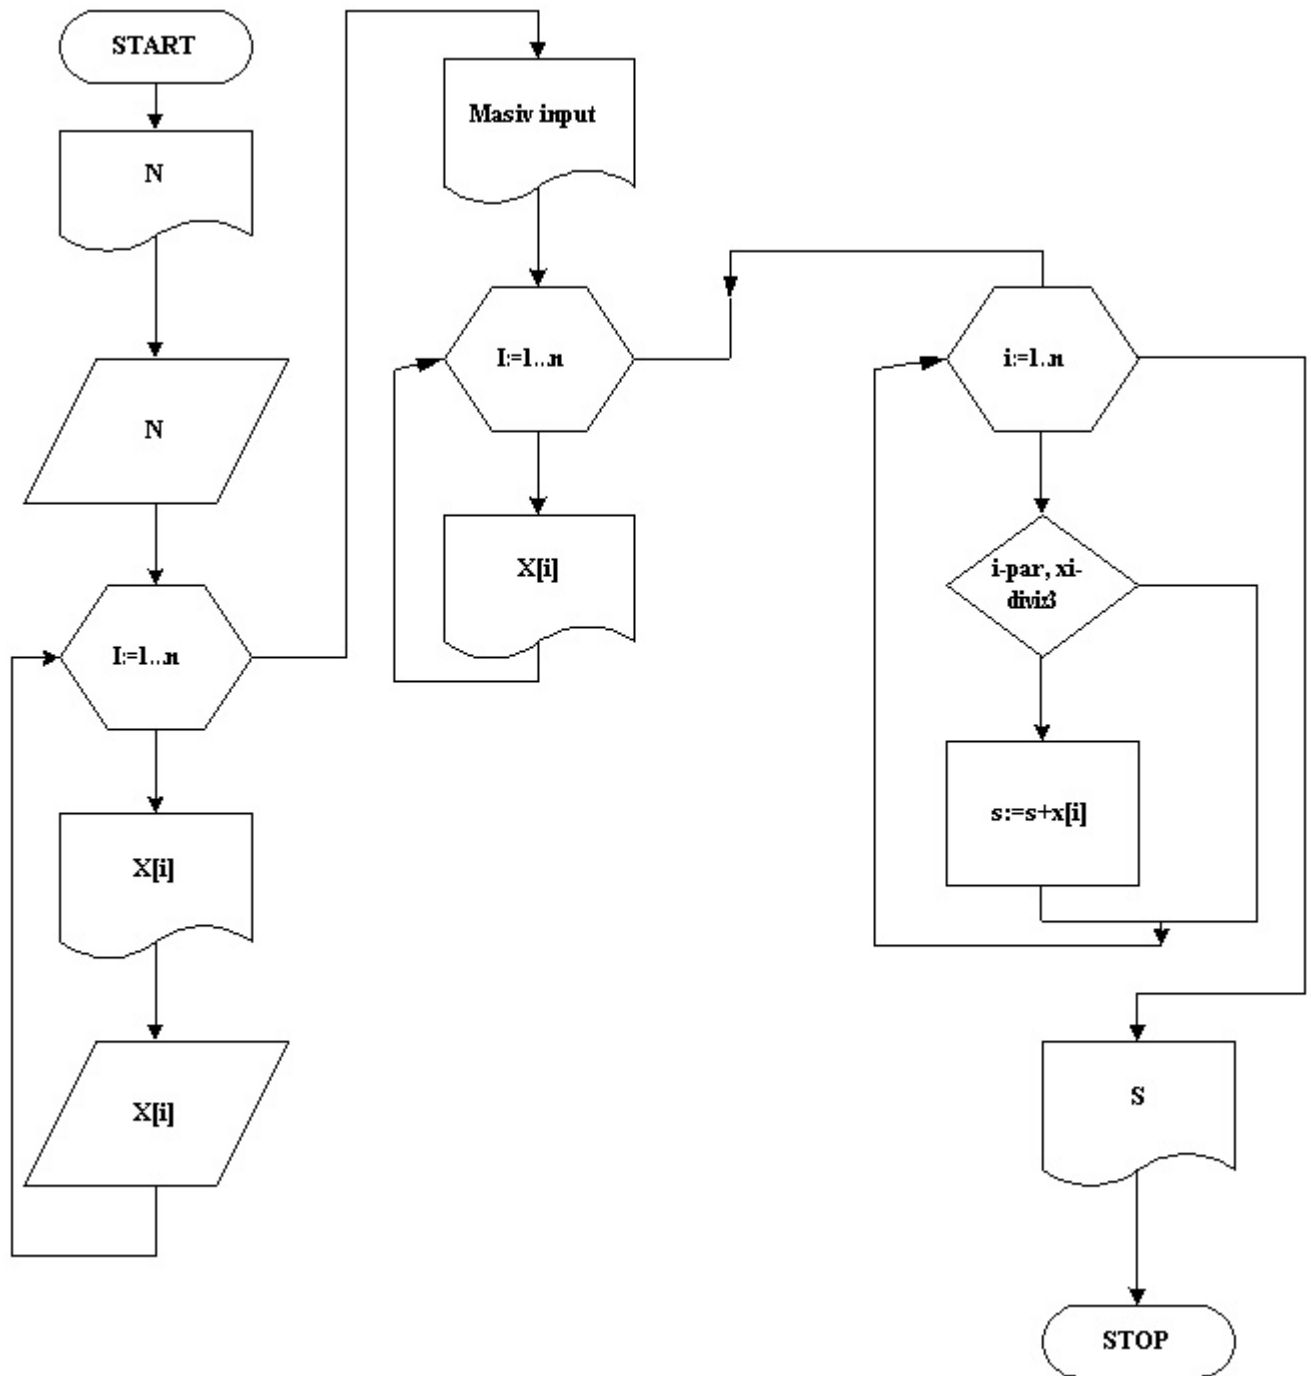 START
N
N
I:=1...n
X[i]
X[i]
Masiv input
I:=1...n
X[i]
i:=1..n
i-par, xi-
diviz3
s:=s+x[i]
S
STOP